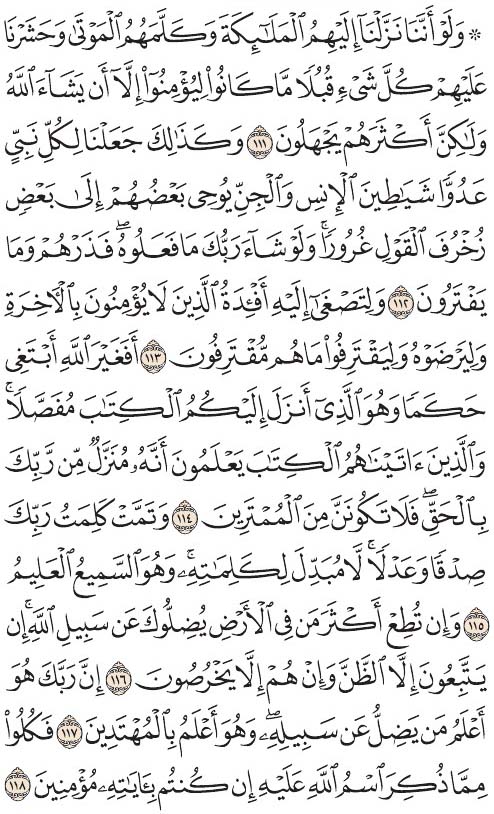 ۞ وَلَوْ أَنَّنَا نَزَّلْنَآ إِلَيْهِمُ ٱلْمَلَٰٓئِكَةَ وَكَلَّمَهُمُ ٱلْمَوْتَىٰ وَحَشَرْنَا
عَلَيْهِمْ كُلَّ شَىْءٍ قُبُلًا مَّا كَانُوا۟ لِيُؤْمِنُوٓا۟ إِلَّآ أَن يَشَآءَ ٱللَّهُ
وَلَٰكِنَّ أَكْثَرَهُمْ يَجْهَلُونَ ١١١ وَكَذَٰلِكَ جَعَلْنَا لِكُلِّ نَبِىٍّ
عَدُوًّا شَيَٰطِينَ ٱلْإِنسِ وَٱلْجِنِّ يُوحِى بَعْضُهُمْ إِلَىٰ بَعْضٍ
زُخْرُفَ ٱلْقَوْلِ غُرُورًا ۚ وَلَوْ شَآءَ رَبُّكَ مَا فَعَلُوهُ ۖ فَذَرْهُمْ وَمَا
يَفْتَرُونَ ١١٢ وَلِتَصْغَىٰٓ إِلَيْهِ أَفْـِٔدَةُ ٱلَّذِينَ لَا يُؤْمِنُونَ بِٱلْـَٔاخِرَةِ
وَلِيَرْضَوْهُ وَلِيَقْتَرِفُوا۟ مَا هُم مُّقْتَرِفُونَ ١١٣ أَفَغَيْرَ ٱللَّهِ أَبْتَغِى
حَكَمًا وَهُوَ ٱلَّذِىٓ أَنزَلَ إِلَيْكُمُ ٱلْكِتَٰبَ مُفَصَّلًا ۚ
وَٱلَّذِينَ ءَاتَيْنَٰهُمُ ٱلْكِتَٰبَ يَعْلَمُونَ أَنَّهُۥ مُنَزَّلٌ مِّن رَّبِّكَ
بِٱلْحَقِّ ۖ فَلَا تَكُونَنَّ مِنَ ٱلْمُمْتَرِينَ ١١٤ وَتَمَّتْ كَلِمَتُ رَبِّكَ
صِدْقًا وَعَدْلًا ۚ لَّا مُبَدِّلَ لِكَلِمَٰتِهِۦ ۚ وَهُوَ ٱلسَّمِيعُ ٱلْعَلِيمُ
١١٥ وَإِن تُطِعْ أَكْثَرَ مَن فِى ٱلْأَرْضِ يُضِلُّوكَ عَن سَبِيلِ ٱللَّهِ ۚ إِن
يَتَّبِعُونَ إِلَّا ٱلظَّنَّ وَإِنْ هُمْ إِلَّا يَخْرُصُونَ ١١٦ إِنَّ رَبَّكَ هُوَ
أَعْلَمُ مَن يَضِلُّ عَن سَبِيلِهِۦ ۖ وَهُوَ أَعْلَمُ بِٱلْمُهْتَدِينَ ١١٧ فَكُلُوا۟
مِمَّا ذُكِرَ ٱسْمُ ٱللَّهِ عَلَيْهِ إِن كُنتُم بِـَٔايَٰتِهِۦ مُؤْمِنِينَ ١١٨